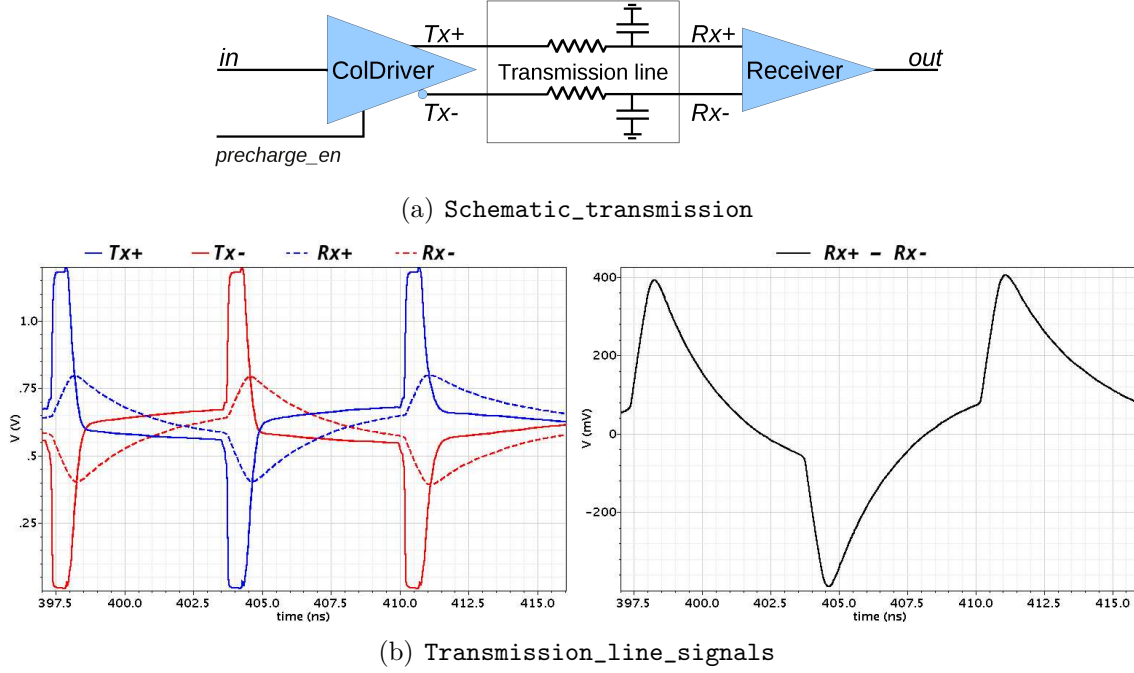 Tx+ Rx+
in ColDriver Transmission line Receiver out
Tx- Rx-
precharge_en
(a) Schematic_transmission
Tx+ Tx- Rx+ Rx-
V (V)
1.0
.75
.5
.25
397.5 400.0 402.5 405.0 407.5 410.0 412.5 415.0
time (ns)
Rx+ - Rx-
V (mV)
400
200
0
-200
397.5 400.0 402.5 405.0 407.5 410.0 412.5 415.0
time (ns)
(b) Transmission_line_signals